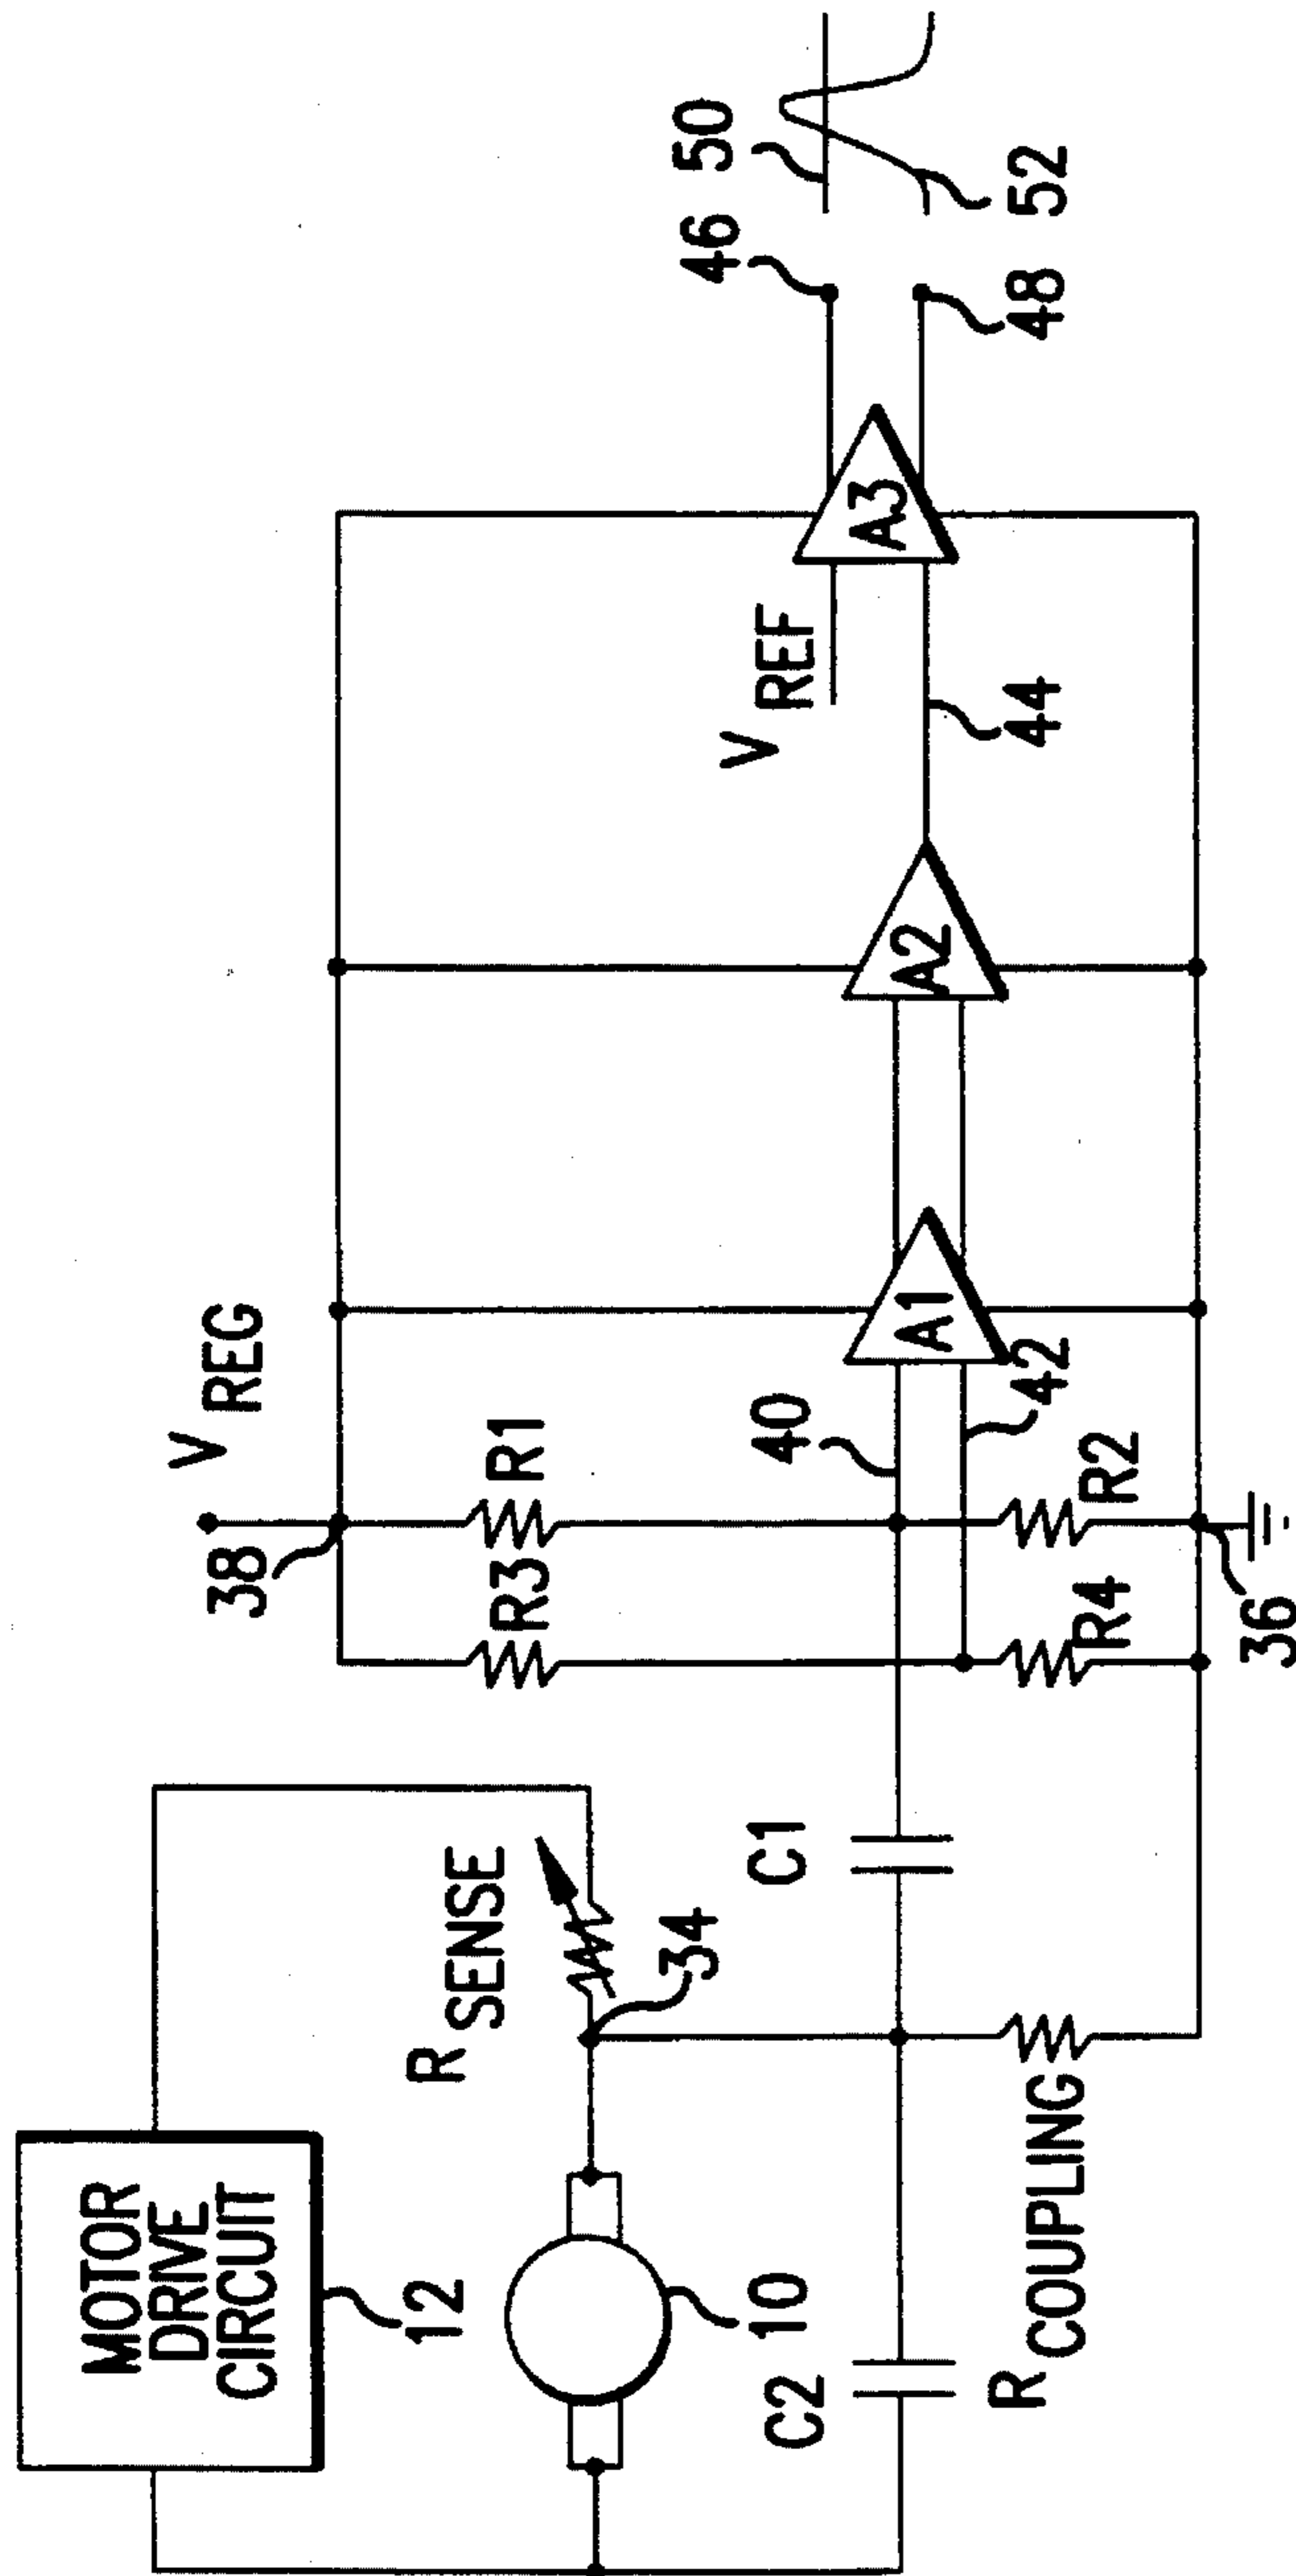 MOTOR
DRIVE
CIRCUIT
12
10
R SENSE
34
C2
C1
R COUPLING
V REG
38
R3
R1
40
42
R4
R2
36
A1
A2
44
V REF
A3
46
48
50
52